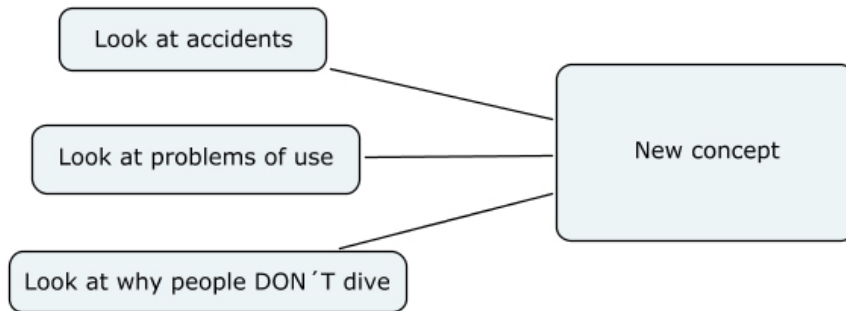 Look at accidents
Look at problems of use
New concept
Look at why people DON´T dive